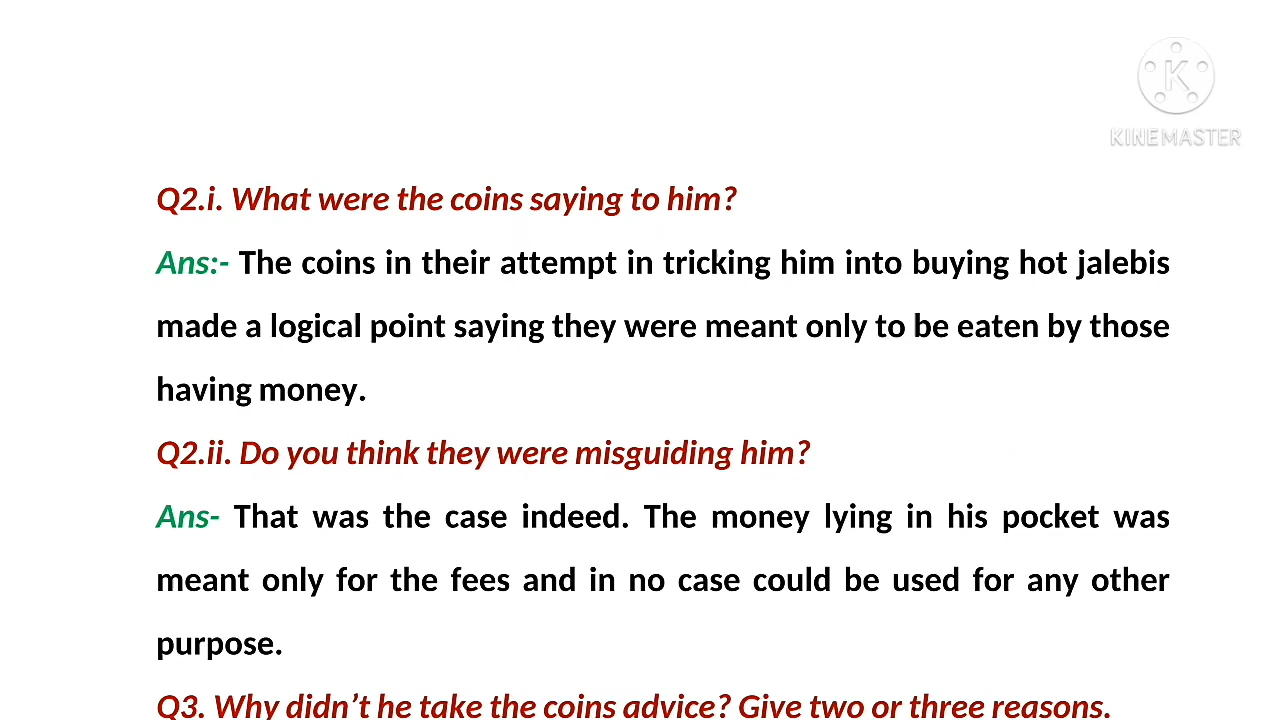 KINEMASTER
Q2.i. What were the coins saying to him?
Ans:- The coins in their attempt in tricking him into buying hot jalebis
made a logical point saying they were meant only to be eaten by those
having money.
Q2.ii. Do you think they were misguiding him?
Ans- That was the case indeed. The money lying in his pocket was
meant only for the fees and in no case could be used for any other
purpose.
Q3. Why didn’t he take the coins advice? Give two or three reasons.